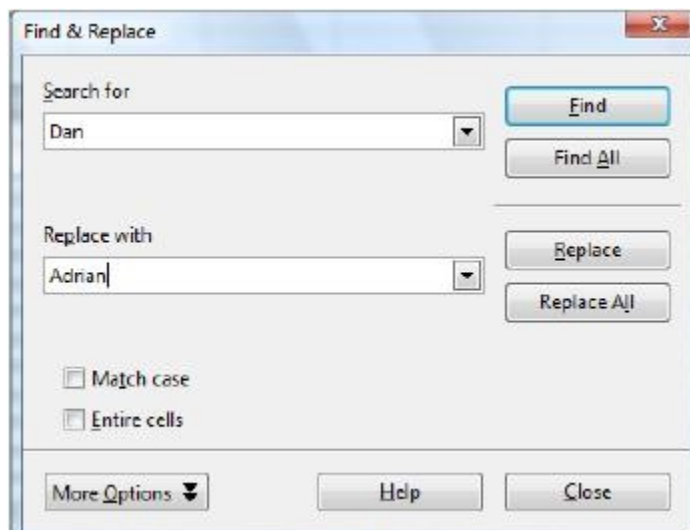 Find & Replace
Search for
Dan
Find
Find All
Replace with
Adrian
Replace
Replace All
Match case
Entire cells
More Options
Help
Close